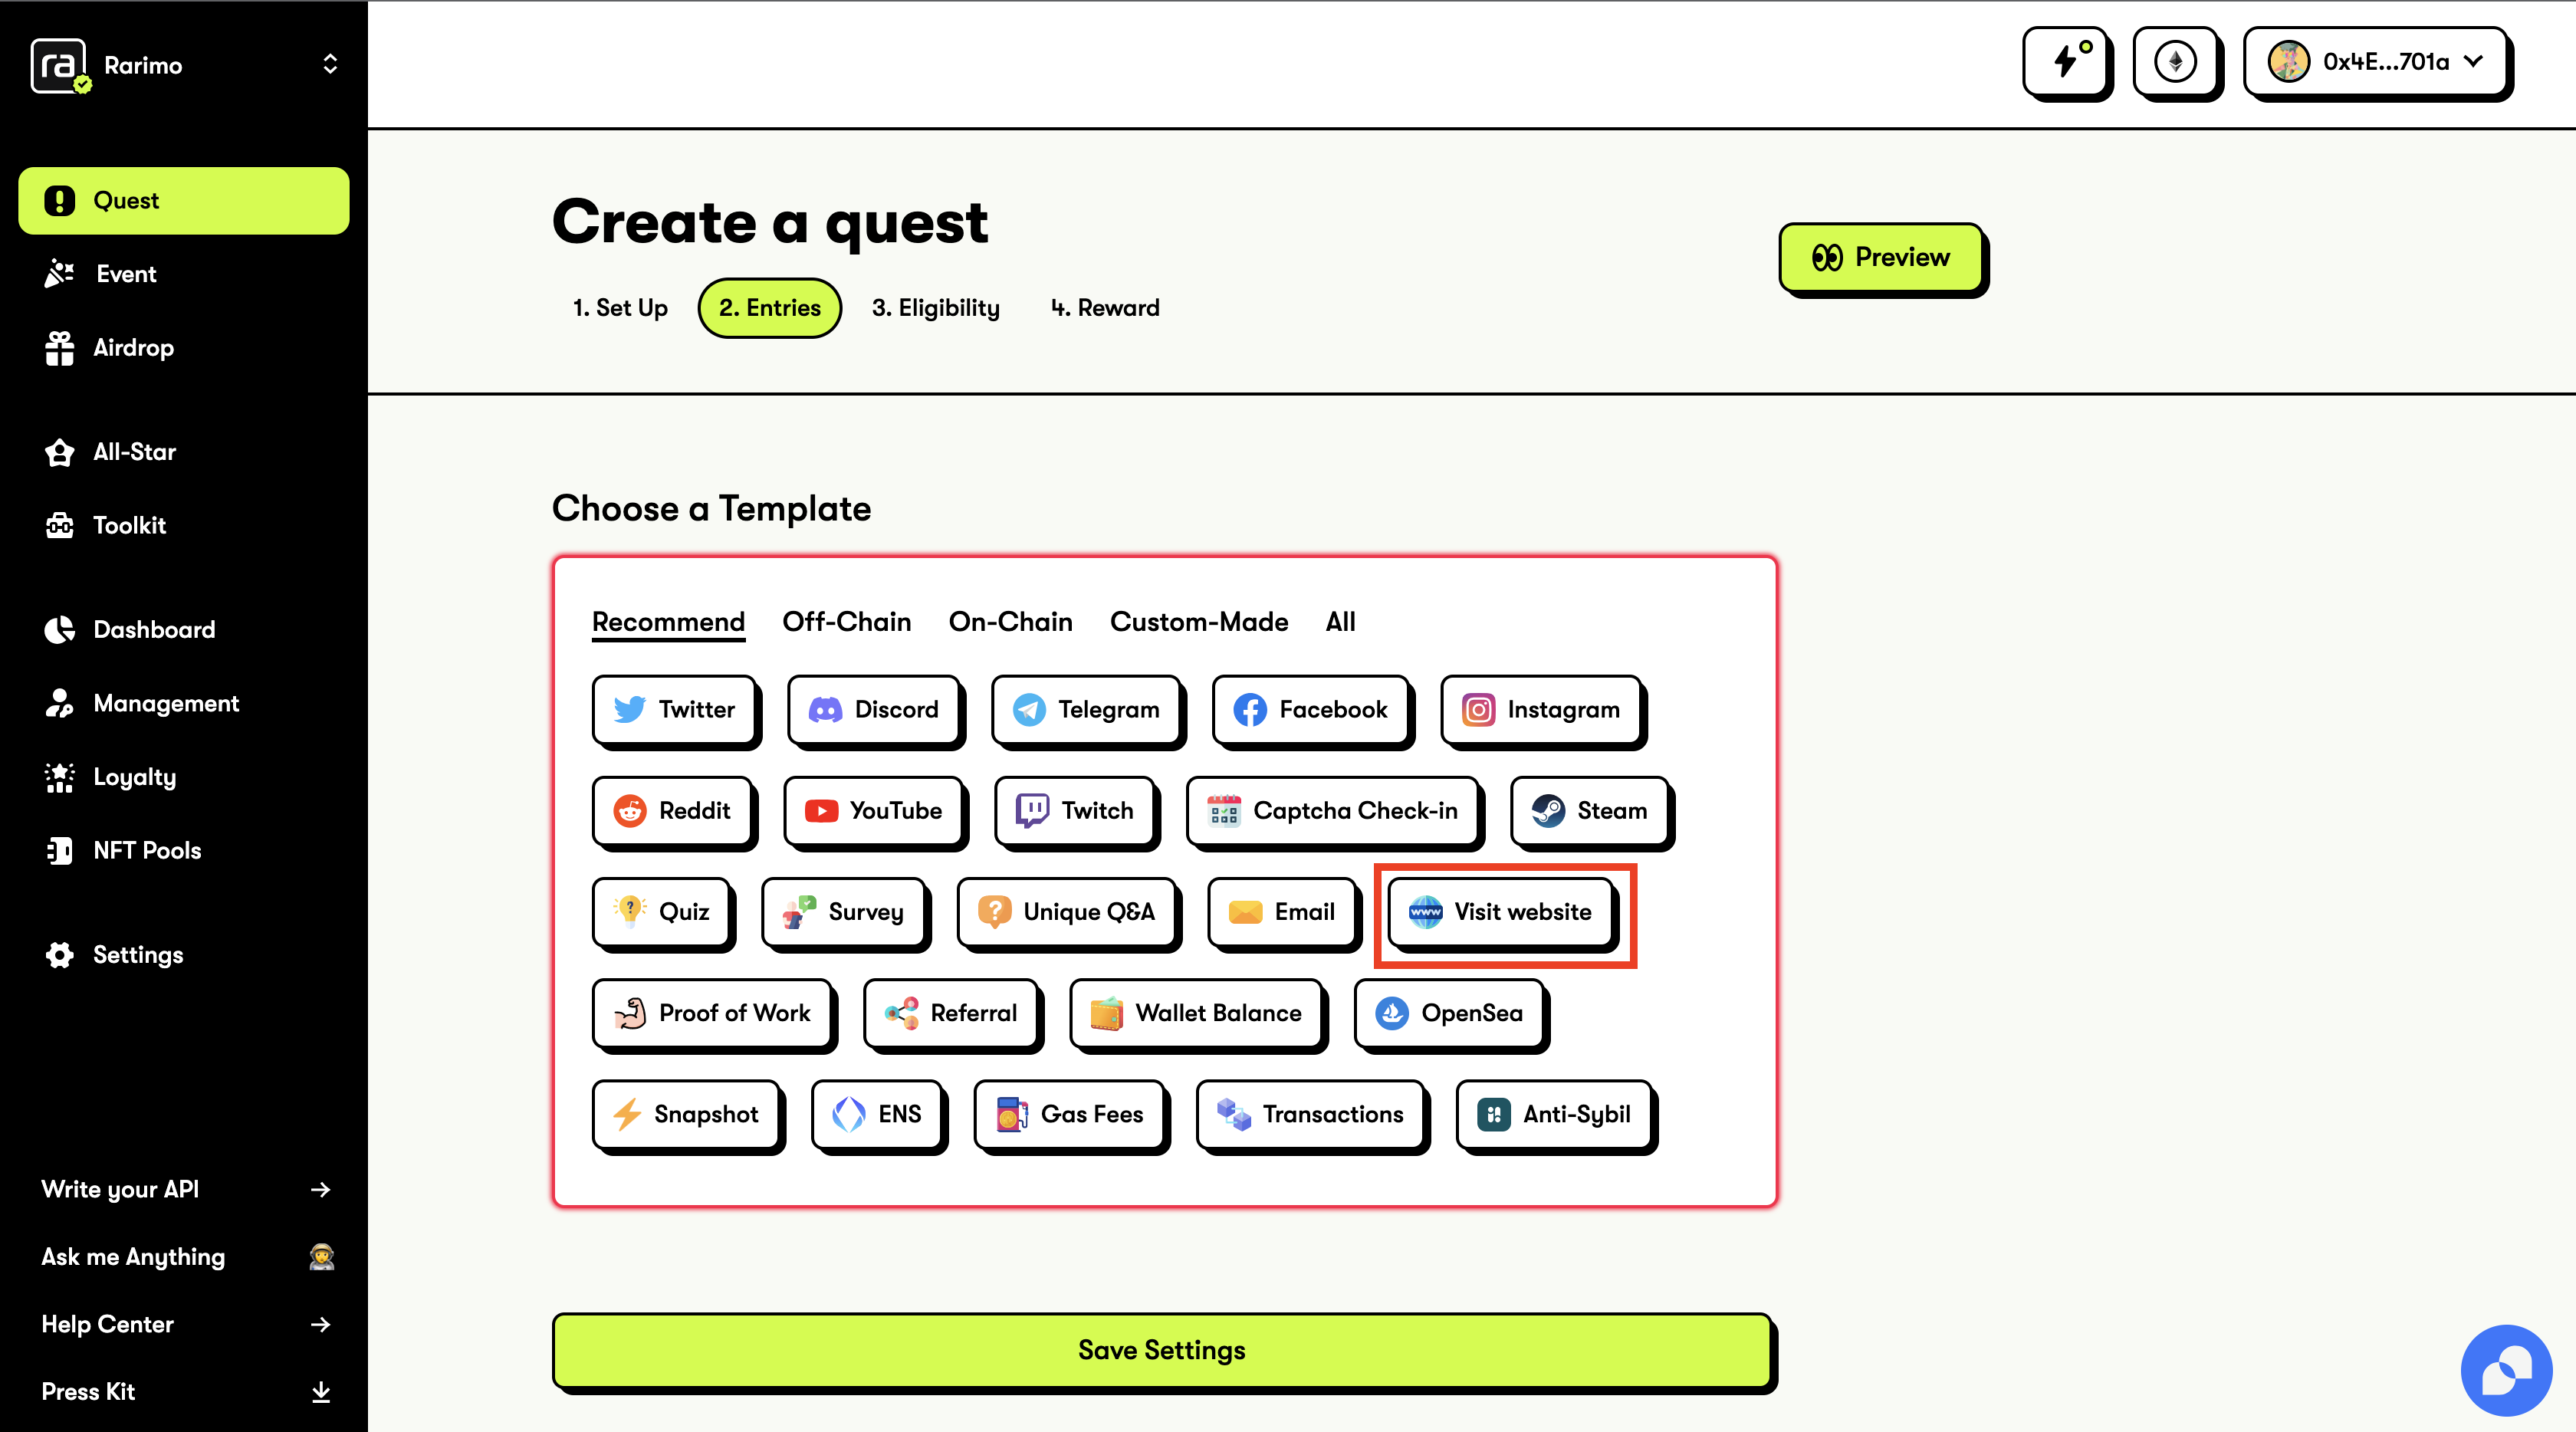 ra Rarimo
Quest
Event
Airdrop
All-Star
Toolkit
Dashboard
Management
Loyalty
NFT Pools
Settings
Write your API
Ask me Anything
Help Center
Press Kit
0x4E...701a
Create a quest
Preview
1. Set Up 2. Entries 3. Eligibility 4. Reward
Choose a Template
Recommend Off-Chain On-Chain Custom-Made All
Twitter Discord Telegram Facebook Instagram
Reddit YouTube Twitch Captcha Check-in Steam
Quiz Survey Unique Q&A Email www Visit website
Proof of Work Referral Wallet Balance OpenSea
Snapshot ENS Gas Fees Transactions Anti-Sybil
Save Settings